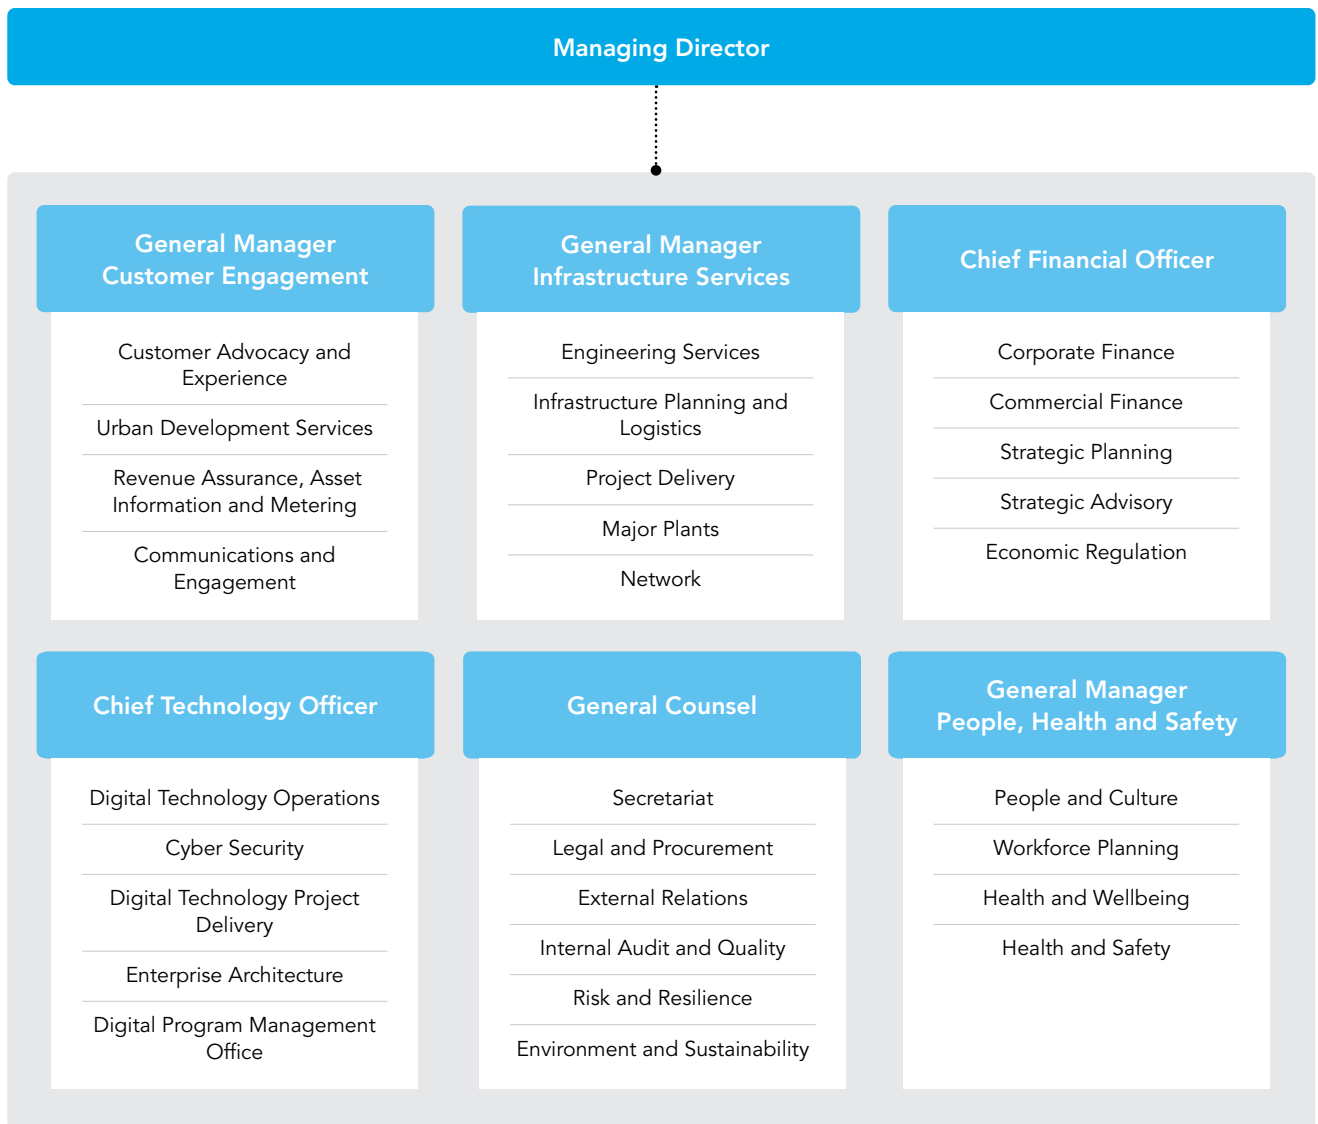 Managing Director
General Manager
Customer Engagement
Customer Advocacy and
Experience
Urban Development Services
Revenue Assurance, Asset
Information and Metering
Communications and
Engagement
General Manager
Infrastructure Services
Engineering Services
Infrastructure Planning and
Logistics
Project Delivery
Major Plants
Network
Chief Financial Officer
Corporate Finance
Commercial Finance
Strategic Planning
Strategic Advisory
Economic Regulation
Chief Technology Officer
Digital Technology Operations
Cyber Security
Digital Technology Project
Delivery
Enterprise Architecture
Digital Program Management
Office
General Counsel
Secretariat
Legal and Procurement
External Relations
Internal Audit and Quality
Risk and Resilience
Environment and Sustainability
General Manager
People, Health and Safety
People and Culture
Workforce Planning
Health and Wellbeing
Health and Safety